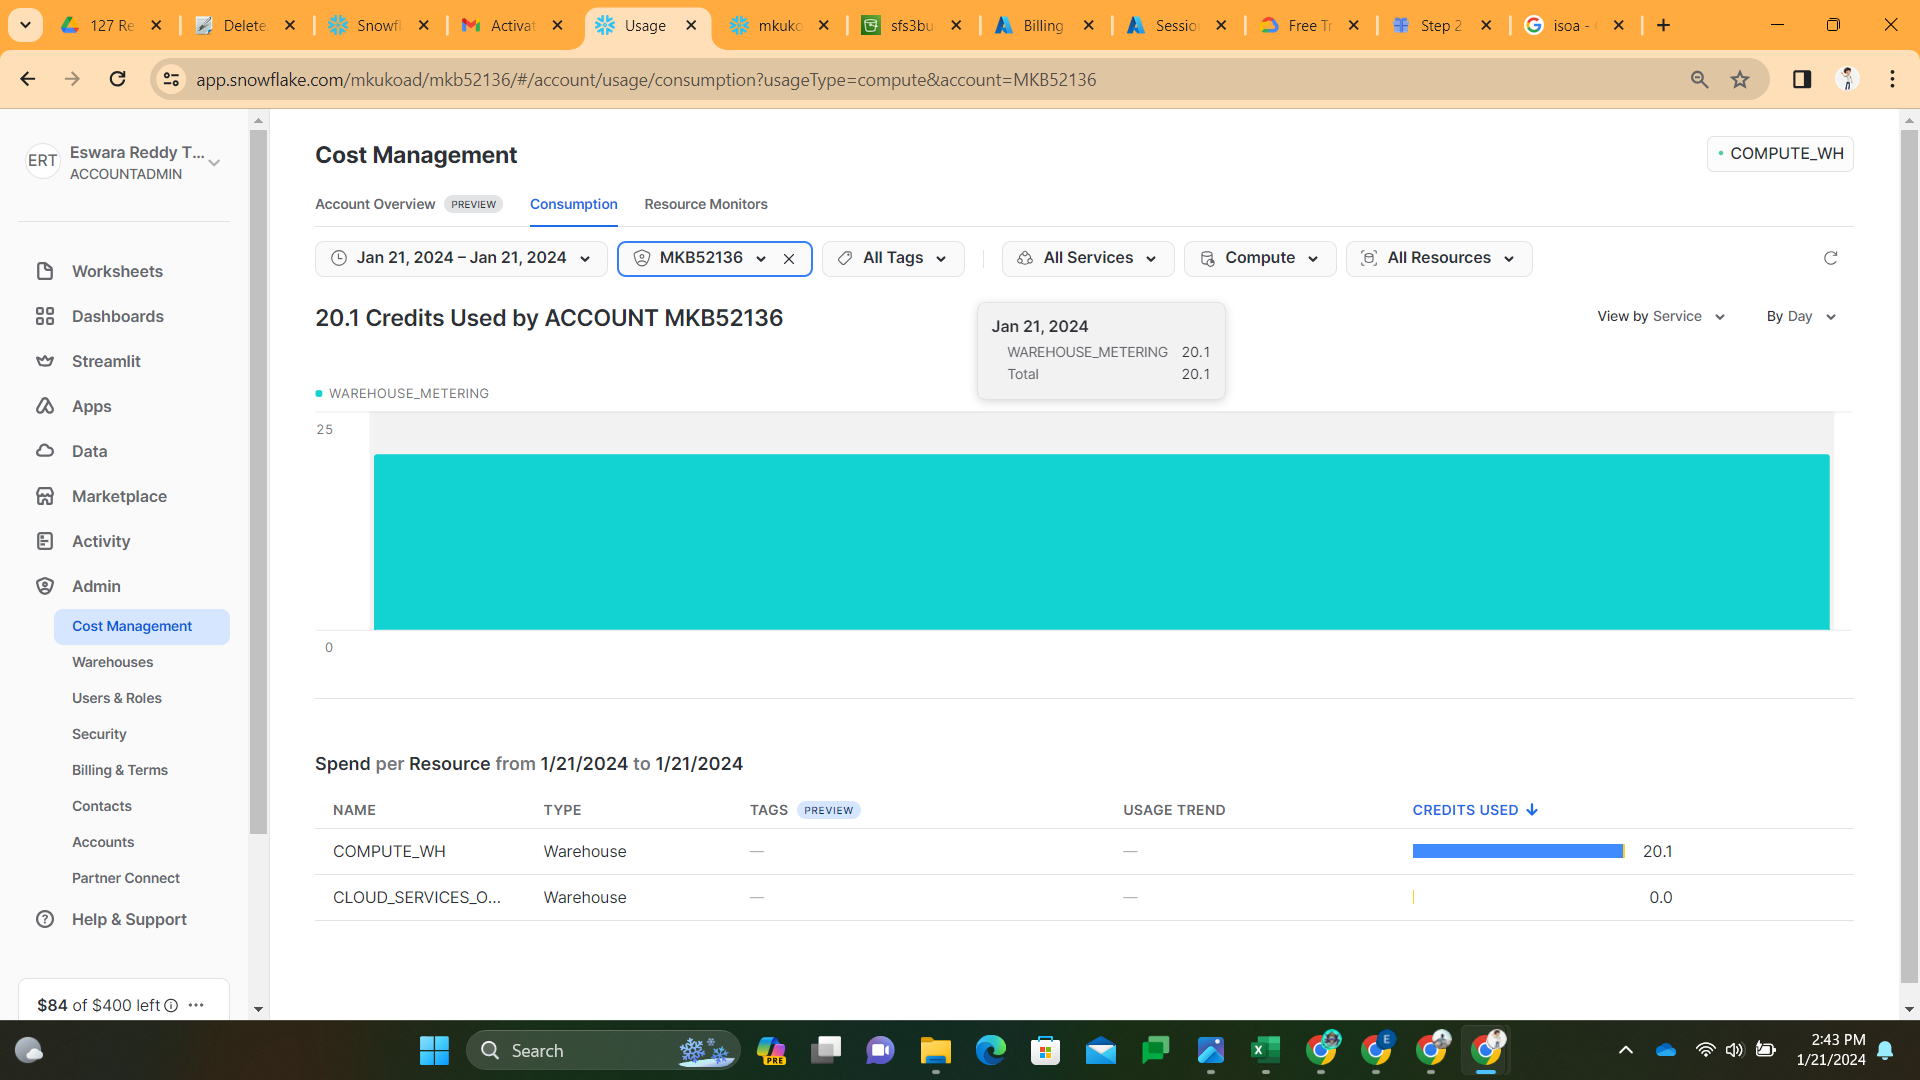 127 Re
Delete
Snowfl
Activat
Usage
mkuko
sfs3bu
Billing
Sessio
Free Tr
Step 2
isoa -
app.snowflake.com/mkukoad/mkb52136/#/account/usage/consumption?usageType=compute&account=MKB52136
ERT
Eswara Reddy T...
ACCOUNTADMIN
Worksheets
Dashboards
Streamlit
Apps
Data
Marketplace
Activity
Admin
Cost Management
Warehouses
Users & Roles
Security
Billing & Terms
Contacts
Accounts
Partner Connect
Help & Support
$84 of $400 left
Cost Management
COMPUTE_WH
Account Overview PREVIEW
Consumption
Resource Monitors
Jan 21, 2024 – Jan 21, 2024
MKB52136
All Tags
All Services
Compute
All Resources
20.1 Credits Used by ACCOUNT MKB52136
View by Service
By Day
Jan 21, 2024
WAREHOUSE_METERING 20.1
Total 20.1
WAREHOUSE_METERING
25
0
Spend per Resource from 1/21/2024 to 1/21/2024
NAME TYPE TAGS PREVIEW USAGE TREND CREDITS USED
COMPUTE_WH Warehouse — — 20.1
CLOUD_SERVICES_O... Warehouse — — 0.0
Search
PRE
E
2:43 PM
1/21/2024